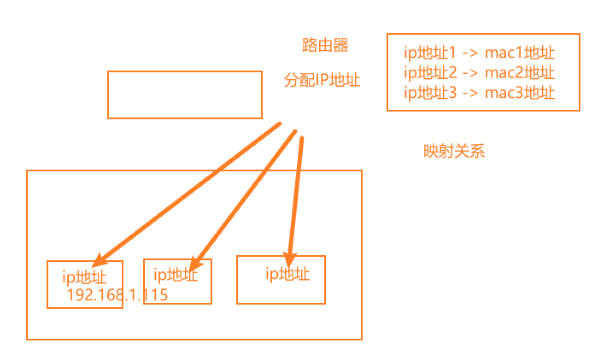 路由器
分配IP地址
ip地址1 -> mac1地址
ip地址2 -> mac2地址
ip地址3 -> mac3地址
映射关系
ip地址
192.168.1.115
ip地址
ip地址